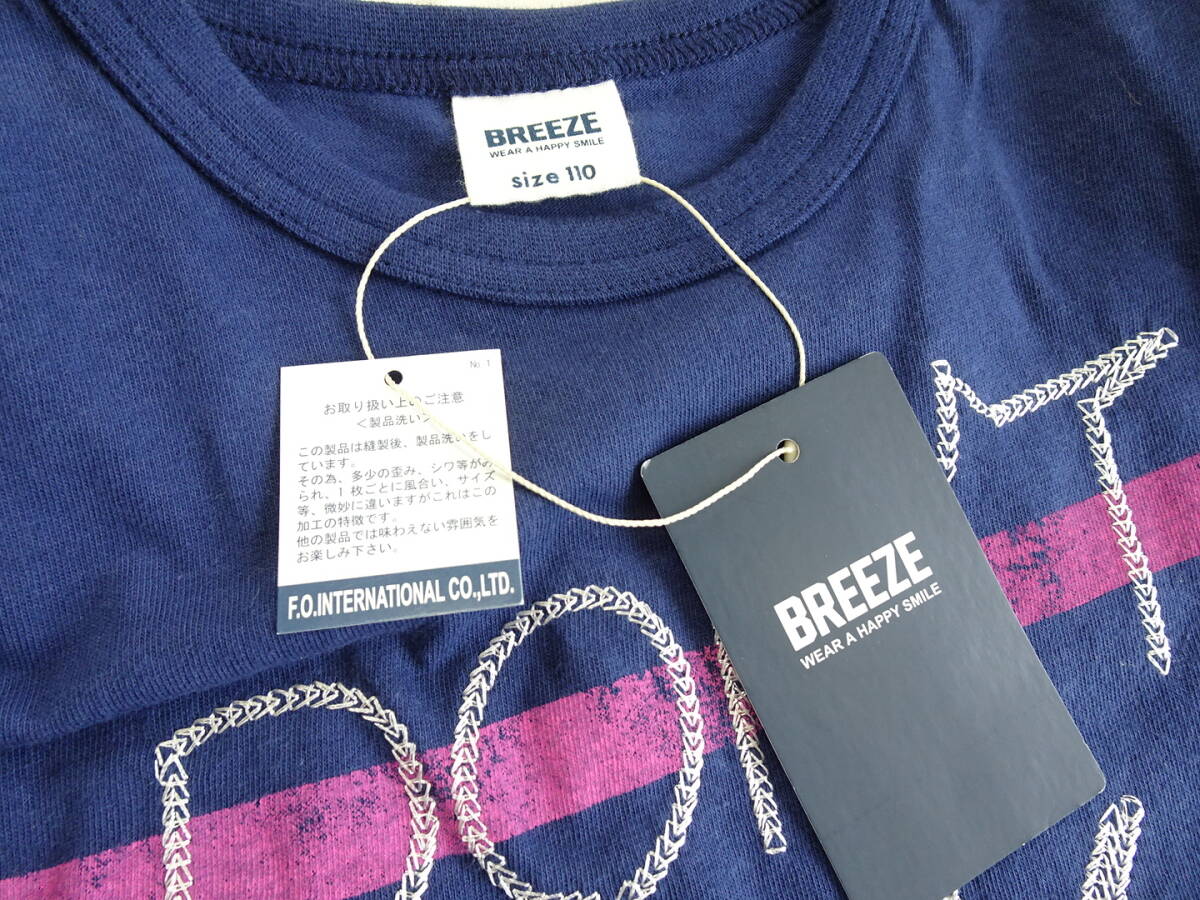 BREEZE
WEAR A HAPPY SMILE
size 110
No. 1
お取り扱い上のご注意
＜製品洗い＞
この製品は縫製後、製品洗いをし
ています。
その為、多少の歪み、シワ等がみ
られ、1枚ごとに風合い、サイズ
等、微妙に違いますがこれはこの
加工の特徴です。
他の製品では味わえない雰囲気を
お楽しみ下さい。
F.O.INTERNATIONAL CO.,LTD.
BREEZE
WEAR A HAPPY SMILE